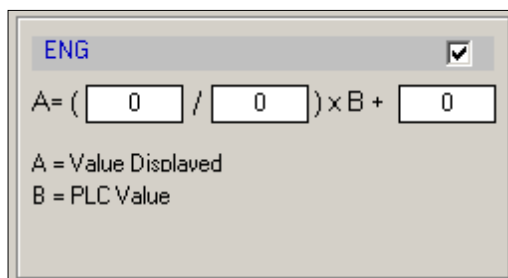 ENG
A= ( 0 / 0 ) x B + 0
A = Value Displayed
B = PLC Value